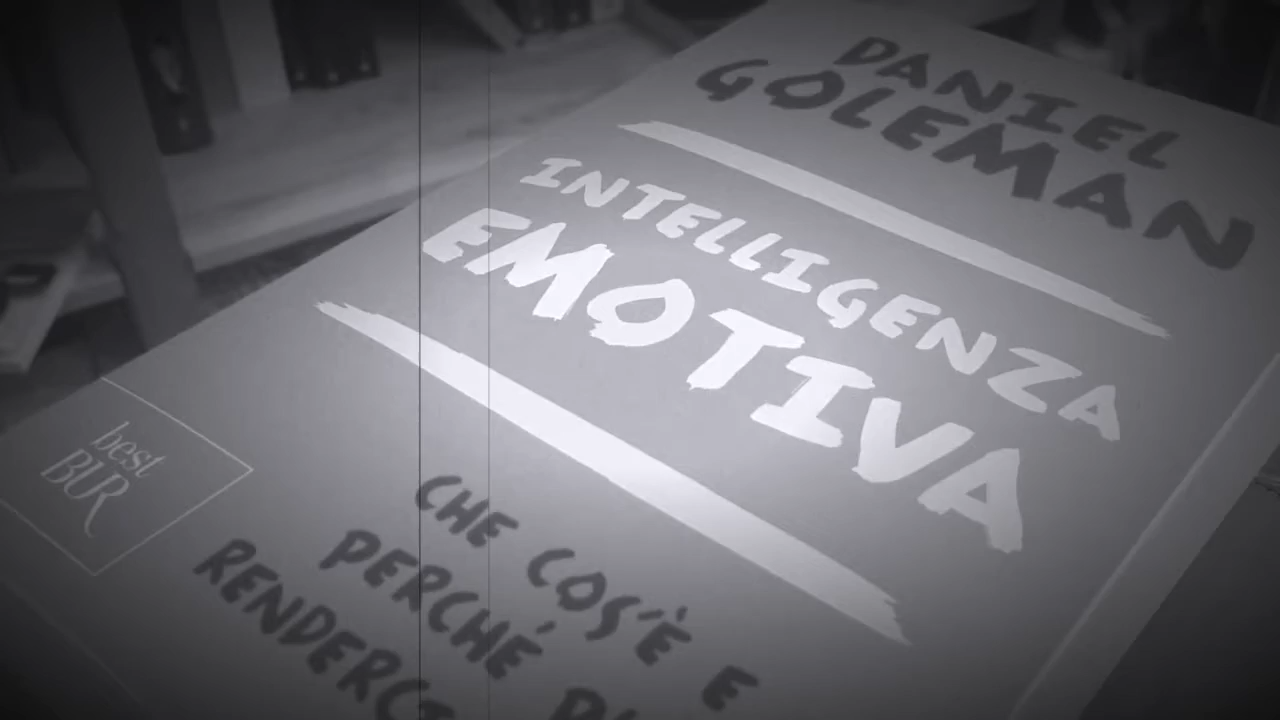 DANIEL
GOLEMAN
INTELLIGENZA
EMOTIVA
best
BUR
CHE COS'È E
PERCHÉ